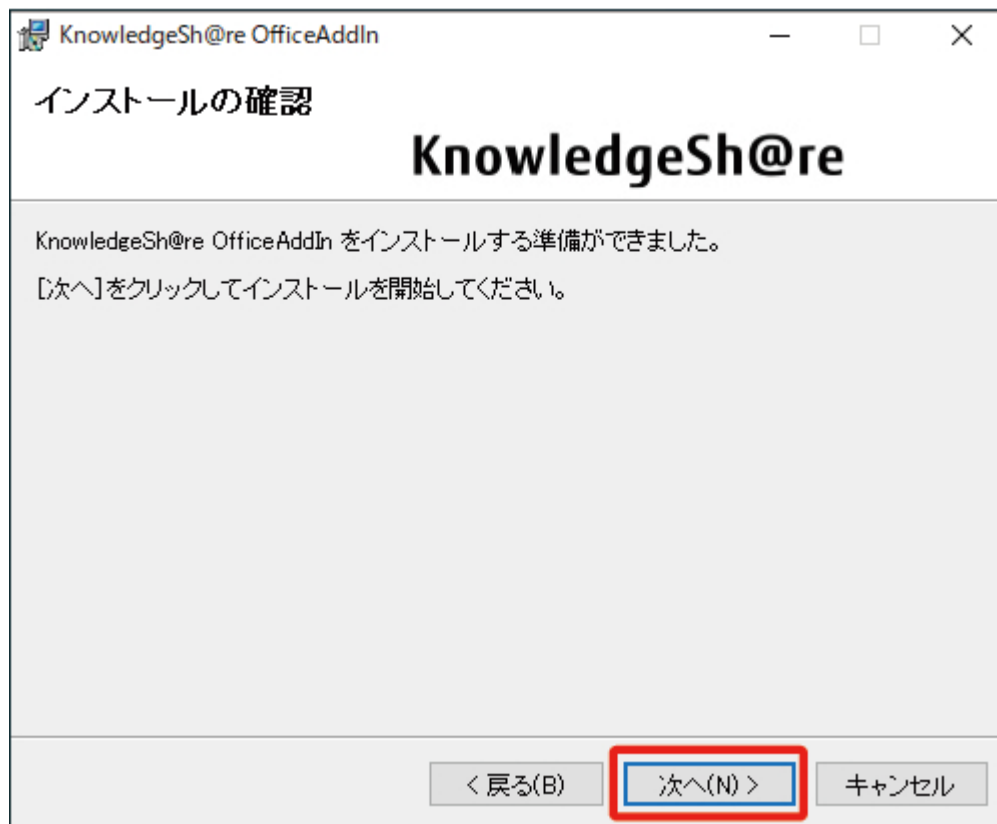 KnowledgeSh@re OfficeAddIn
インストールの確認
KnowledgeSh@re
KnowledgeSh@re OfficeAddIn をインストールする準備ができました。
[次へ]をクリックしてインストールを開始してください。
< 戻る(B) 次へ(N) > キャンセル